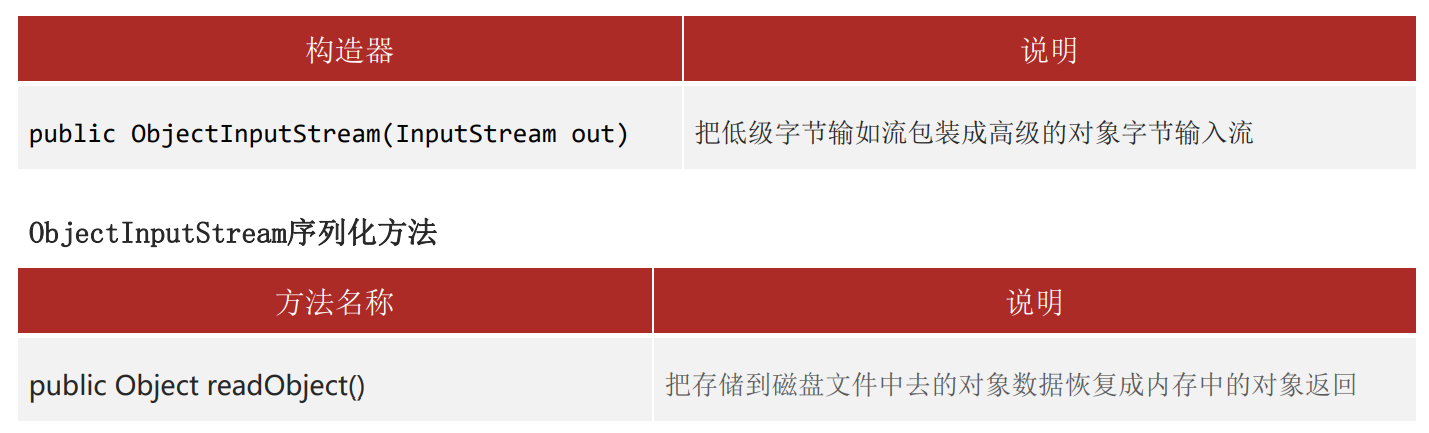 构造器 说明
public ObjectInputStream(InputStream out) 把低级字节输如流包装成高级的对象字节输入流
ObjectInputStream序列化方法
方法名称 说明
public Object readObject() 把存储到磁盘文件中去的对象数据恢复成内存中的对象返回